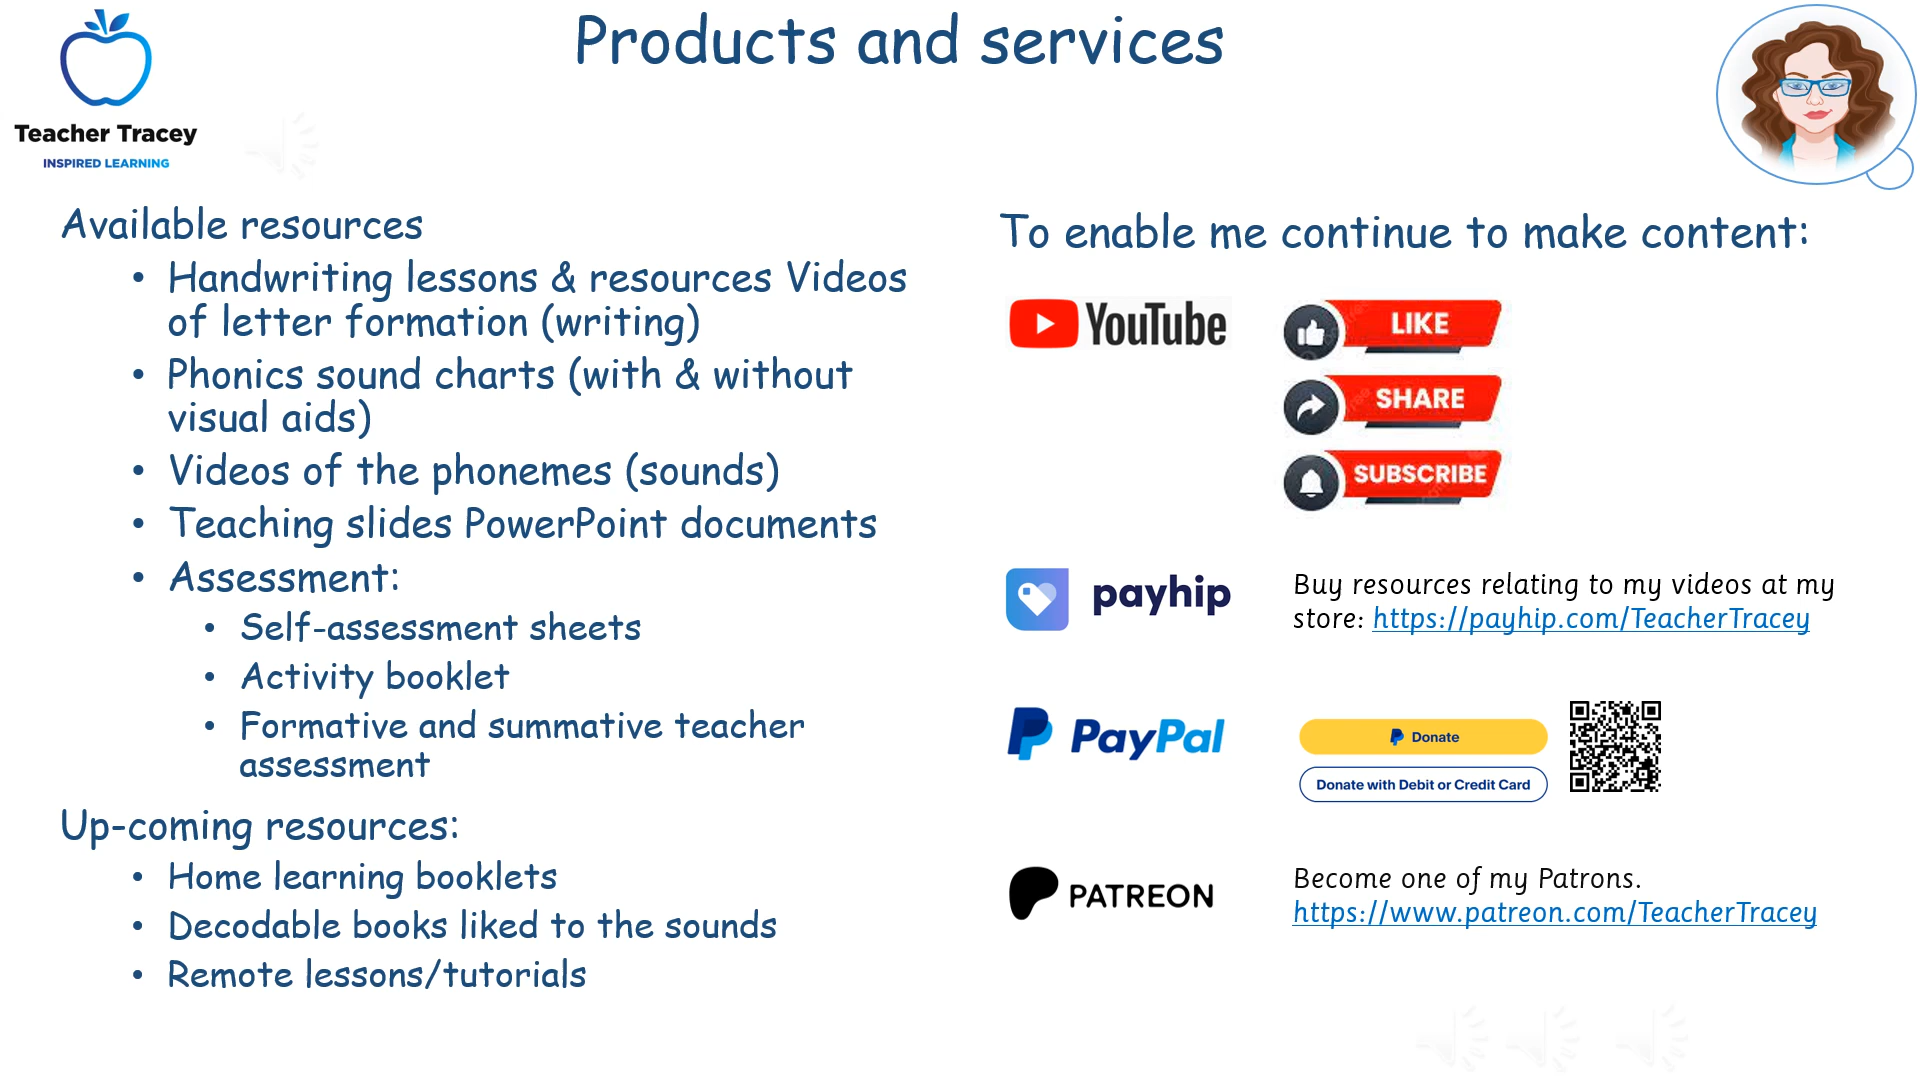 Products and services
Teacher Tracey
INSPIRED LEARNING
Available resources
• Handwriting lessons & resources Videos
of letter formation (writing)
• Phonics sound charts (with & without
visual aids)
• Videos of the phonemes (sounds)
• Teaching slides PowerPoint documents
• Assessment:
• Self-assessment sheets
• Activity booklet
• Formative and summative teacher
assessment
Up-coming resources:
• Home learning booklets
• Decodable books liked to the sounds
• Remote lessons/tutorials
To enable me continue to make content:
YouTube
LIKE
SHARE
SUBSCRIBE
payhip
Buy resources relating to my videos at my
store: https://payhip.com/TeacherTracey
PayPal
Donate
Donate with Debit or Credit Card
PATREON
Become one of my Patrons.
https://www.patreon.com/TeacherTracey